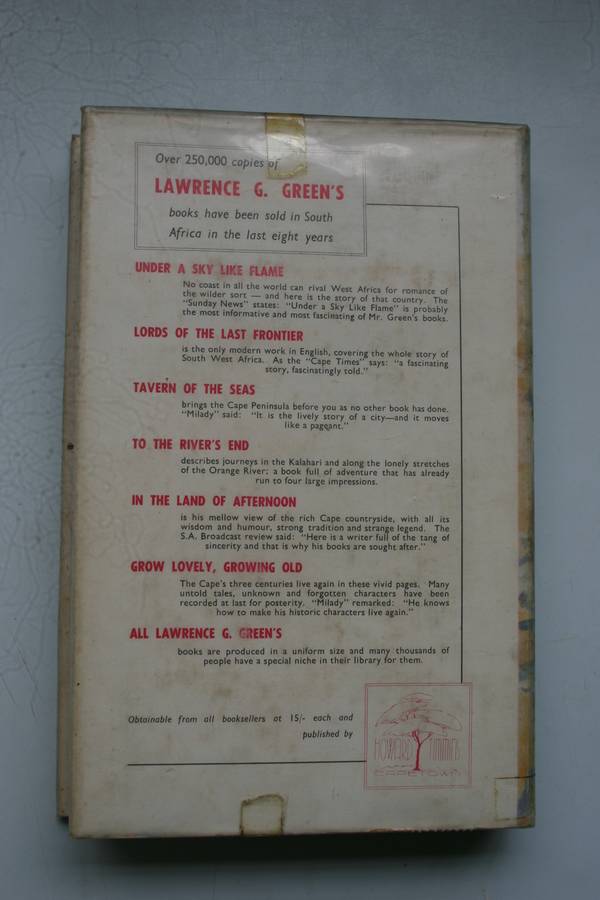 Over 250,000 copies of
LAWRENCE G. GREEN'S
books have been sold in South
Africa in the last eight years
UNDER A SKY LIKE FLAME
No coast in all the world can rival West Africa for romance of
the wilder sort — and here is the story of that country. The
"Sunday News" states: "Under a Sky Like Flame" is probably
the most informative and most fascinating of Mr. Green's books.
LORDS OF THE LAST FRONTIER
is the only modern work in English, covering the whole story of
South West Africa. As the "Cape Times" says: "a fascinating
story, fascinatingly told."
TAVERN OF THE SEAS
brings the Cape Peninsula before you as no other book has done.
"Milady" said: "It is the lively story of a city—and it moves
like a pageant."
TO THE RIVER'S END
describes journeys in the Kalahari and along the lonely stretches
of the Orange River; a book full of adventure that has already
run to four large impressions.
IN THE LAND OF AFTERNOON
is his mellow view of the rich Cape countryside, with all its
wisdom and humour, strong tradition and strange legend. The
S.A. Broadcast review said: "Here is a writer full of the tang of
sincerity and that is why his books are sought after."
GROW LOVELY, GROWING OLD
The Cape's three centuries live again in these vivid pages. Many
untold tales, unknown and forgotten characters have been
recorded at last for posterity. "Milady" remarked: "He knows
how to make his historic characters live again."
ALL LAWRENCE G. GREEN'S
books are produced in a uniform size and many thousands of
people have a special niche in their library for them.
Obtainable from all booksellers at 15/- each and
published by
HOWARD TIMMINS
CAPETOWN